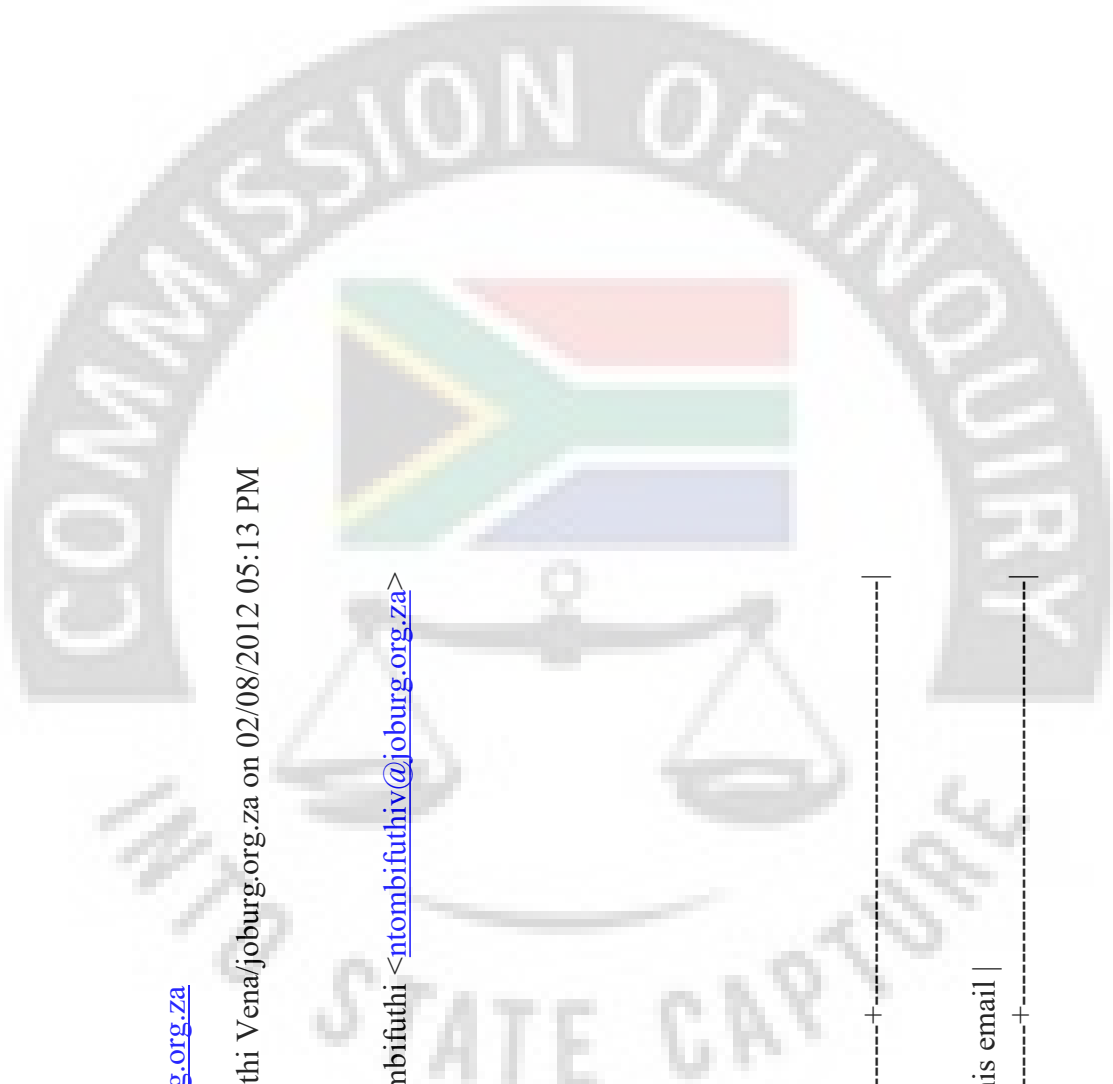 COMMISSION OF INQUIRY
INTO STATE CAPTURE
g.org.za
thi Vena/joburg.org.za on 02/08/2012 05:13 PM
mbifuthi <ntombifuthiv@joburg.org.za>
-----------------------+-----------------------------------------------|
his email |
-----------------------+-----------------------------------------------|